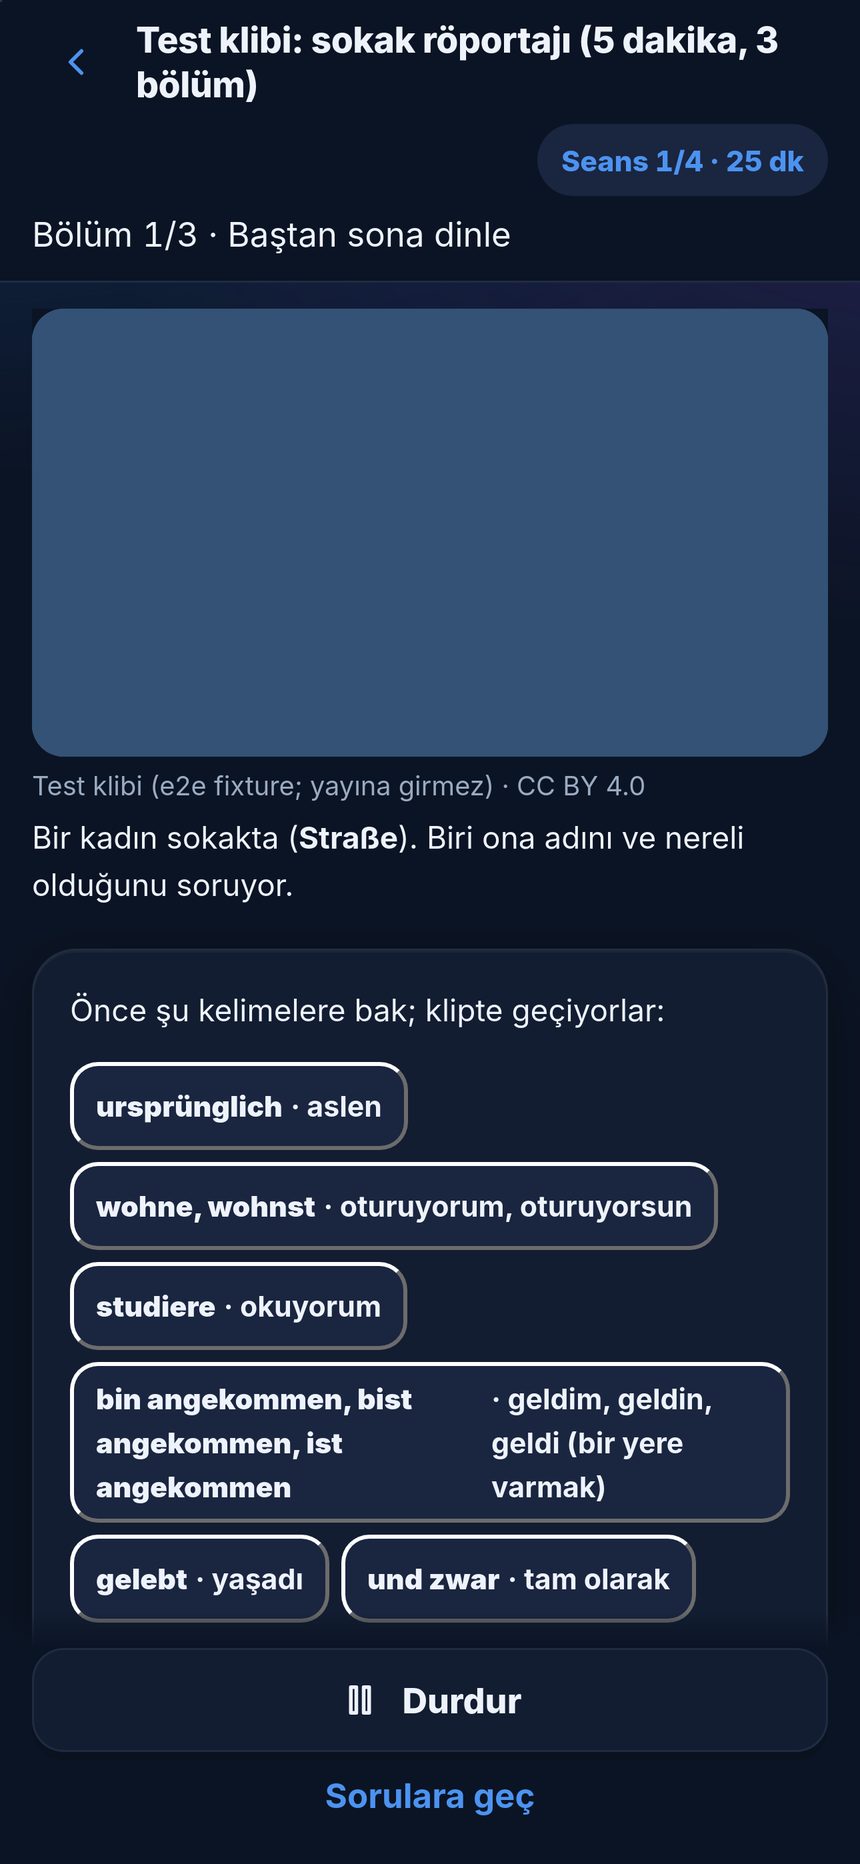 Test klibi: sokak röportajı (5 dakika, 3
bölüm)
Seans 1/4 · 25 dk
Bölüm 1/3 · Baştan sona dinle
Test klibi (e2e fixture; yayına girmez) · CC BY 4.0
Bir kadın sokakta (Straße). Biri ona adını ve nereli
olduğunu soruyor.
Önce şu kelimelere bak; klipte geçiyorlar:
ursprünglich · aslen
wohne, wohnst · oturuyorum, oturuyorsun
studiere · okuyorum
bin angekommen, bist
angekommen, ist
angekommen
· geldim, geldin,
geldi (bir yere
varmak)
gelebt · yaşadı
und zwar · tam olarak
Durdur
Sorulara geç